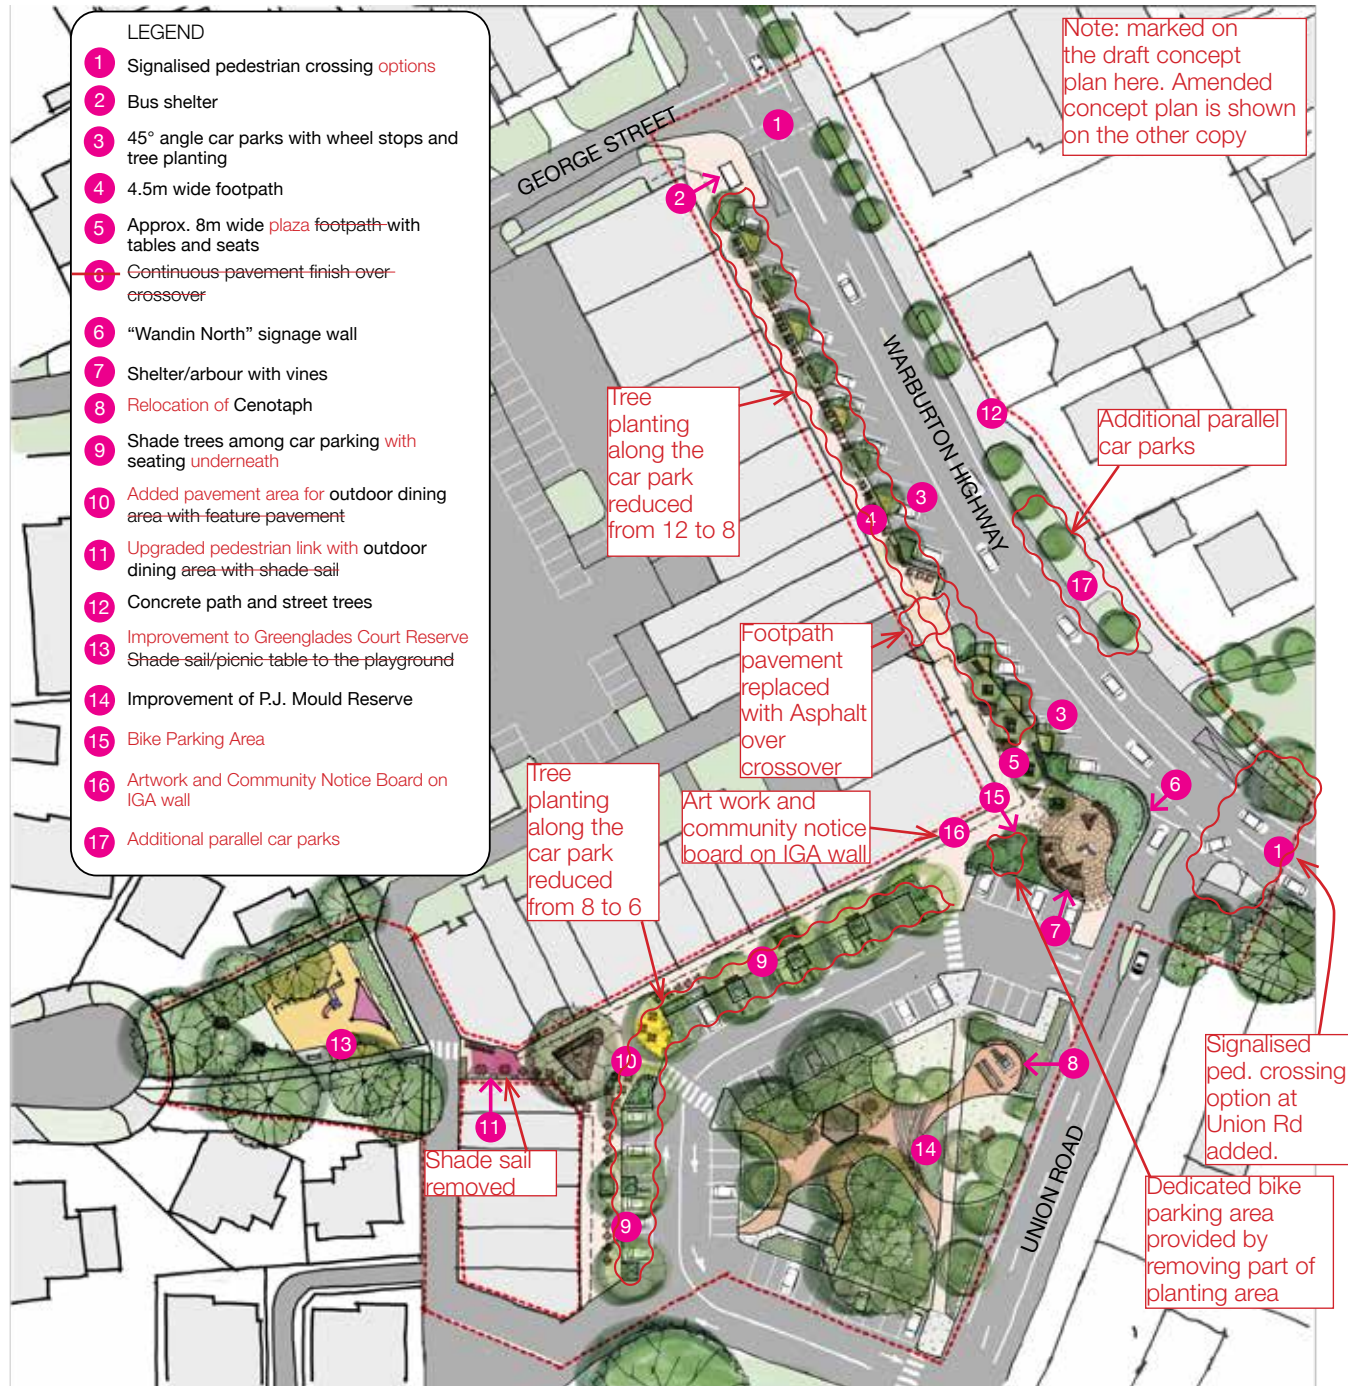 LEGEND
1 Signalised pedestrian crossing options
2 Bus shelter
3 45° angle car parks with wheel stops and
tree planting
4 4.5m wide footpath
5 Approx. 8m wide plaza footpath with
tables and seats
6 Continuous pavement finish over
crossover
6 “Wandin North” signage wall
7 Shelter/arbour with vines
8 Relocation of Cenotaph
9 Shade trees among car parking with
seating underneath
10 Added pavement area for outdoor dining
area with feature pavement
11 Upgraded pedestrian link with outdoor
dining area with shade sail
12 Concrete path and street trees
13 Improvement to Greenglades Court Reserve
Shade sail/picnic table to the playground
14 Improvement of P.J. Mould Reserve
15 Bike Parking Area
16 Artwork and Community Notice Board on
IGA wall
17 Additional parallel car parks
Note: marked on
the draft concept
plan here. Amended
concept plan is shown
on the other copy
GEORGE STREET
1
2
WARBURTON HIGHWAY
Tree
planting
along the
car park
reduced
from 12 to 8
12
Additional parallel
car parks
3
4
17
Footpath
pavement
replaced
with Asphalt
over
crossover
3
5
6
15
Tree
planting
along the
car park
reduced
from 8 to 6
Art work and
community notice
board on IGA wall
16
1
7
9
13
10
8
11
14
Shade sail
removed
9
UNION ROAD
Signalised
ped. crossing
option at
Union Rd
added.
Dedicated bike
parking area
provided by
removing part of
planting area